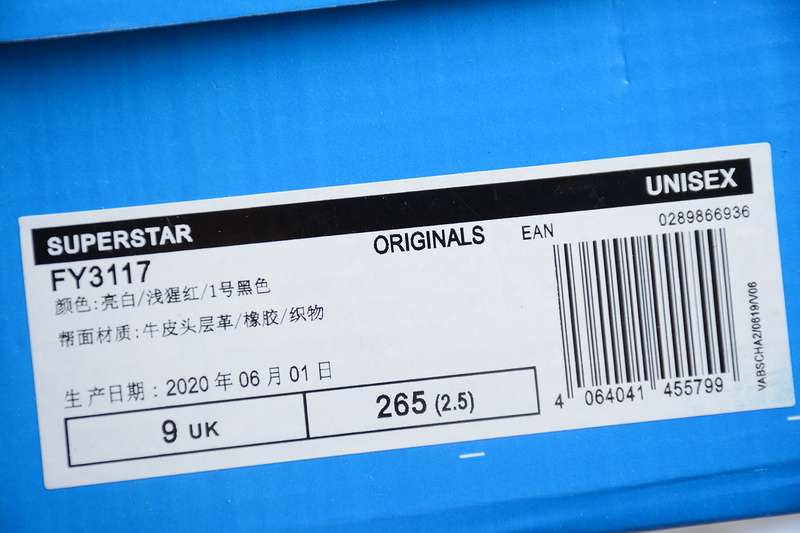 SUPERSTAR
UNISEX
FY3117
ORIGINALS
EAN
0289866936
颜色:亮白/浅猩红/1号黑色
帮面材质:牛皮头层革/橡胶/织物
生产日期：2020 年 06 月 01 日
9 UK
265 (2.5)
4 064041 455799
VABSCHA2/0619/V06